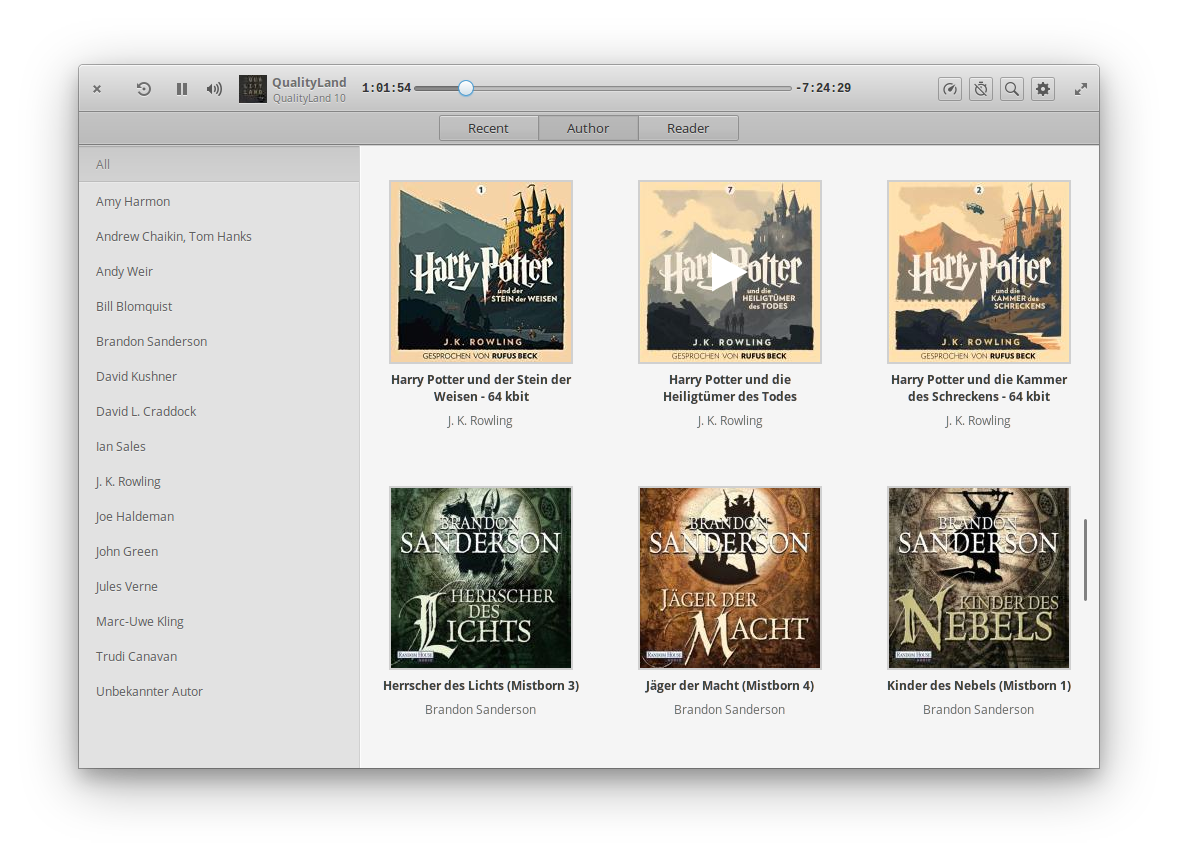 QUA
LITY
LAND
QualityLand
QualityLand 10
1:01:54
-7:24:29
Recent
Author
Reader
All
Amy Harmon
Andrew Chaikin, Tom Hanks
Andy Weir
Bill Blomquist
Brandon Sanderson
David Kushner
David L. Craddock
Ian Sales
J. K. Rowling
Joe Haldeman
John Green
Jules Verne
Marc-Uwe Kling
Trudi Canavan
Unbekannter Autor
1
Harry Potter
und der
STEIN der WEISEN
J.K. ROWLING
GESPROCHEN VON RUFUS BECK
Harry Potter und der Stein der
Weisen - 64 kbit
J. K. Rowling
7
Harry Potter
und die
HEILIGTÜMER
des TODES
J.K. ROWLING
GESPROCHEN VON RUFUS BECK
Harry Potter und die
Heiligtümer des Todes
J. K. Rowling
2
Harry Potter
und die
KAMMER des
SCHRECKENS
J.K. ROWLING
GESPROCHEN VON RUFUS BECK
Harry Potter und die Kammer
des Schreckens - 64 kbit
J. K. Rowling
BRANDON
SANDERSON
HERRSCHER
DES
LICHTS
RANDOM HOUSE
AUDIO
Herrscher des Lichts (Mistborn 3)
Brandon Sanderson
BRANDON
SANDERSON
JÄGER DER
MACHT
RANDOM HOUSE
AUDIO
Jäger der Macht (Mistborn 4)
Brandon Sanderson
BRANDON
SANDERSON
KINDER DES
NEBELS
RANDOM HOUSE
AUDIO
Kinder des Nebels (Mistborn 1)
Brandon Sanderson